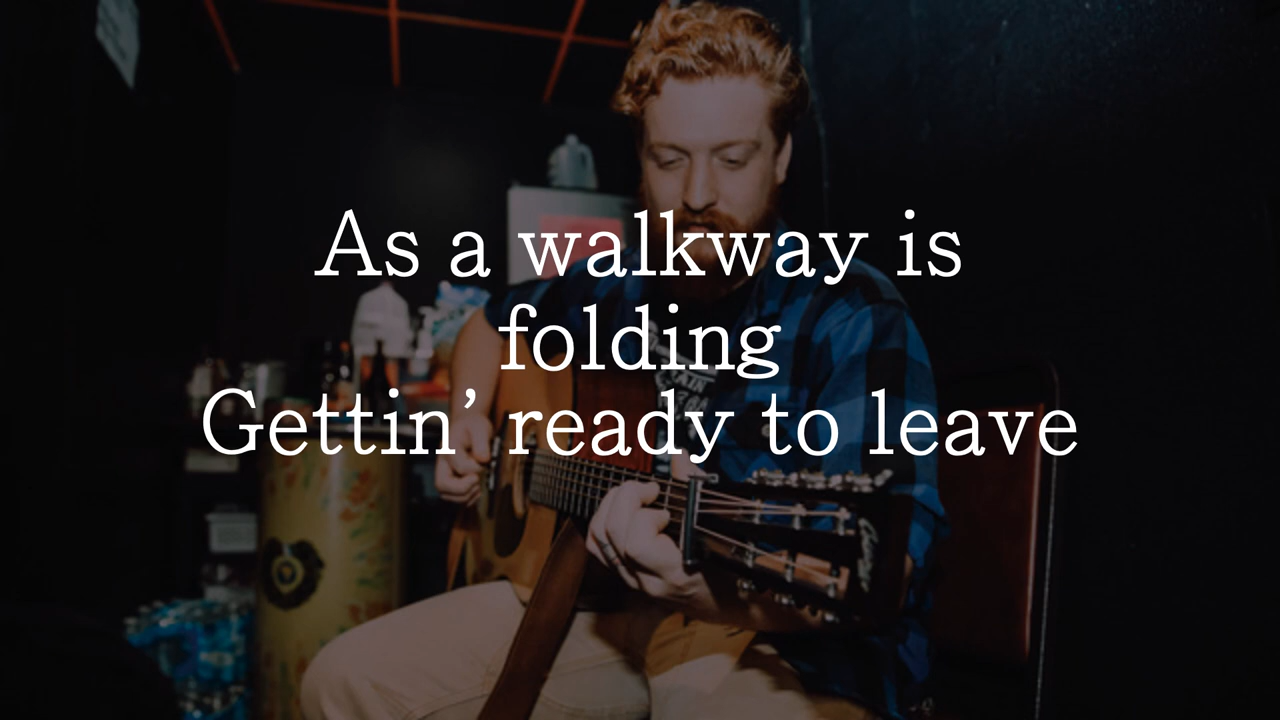 As a walkway is
folding
Gettin’ ready to leave